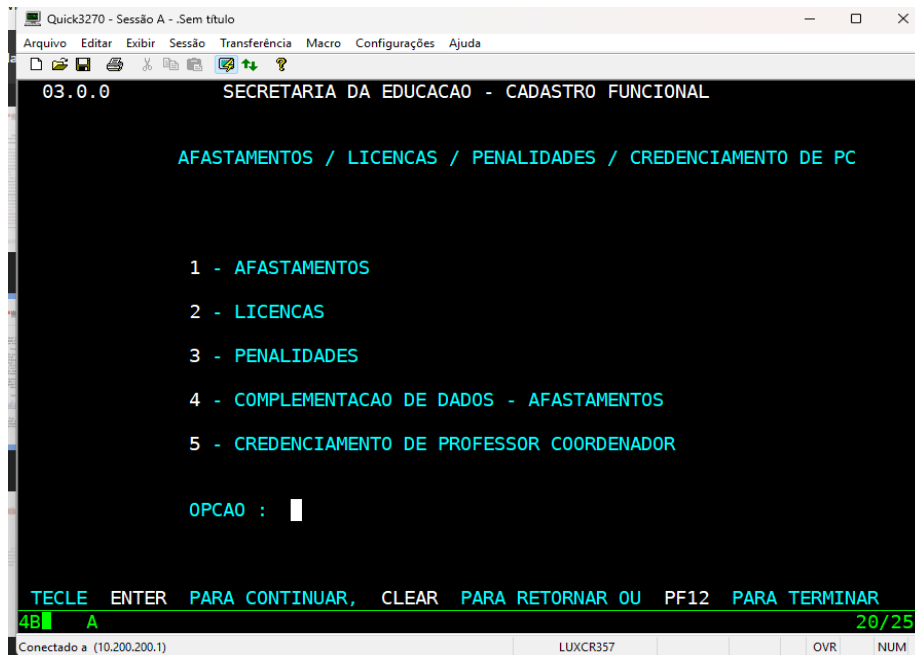 Quick3270 - Sessão A - .Sem título
Arquivo Editar Exibir Sessão Transferência Macro Configurações Ajuda
03.0.0 SECRETARIA DA EDUCACAO - CADASTRO FUNCIONAL
AFASTAMENTOS / LICENCAS / PENALIDADES / CREDENCIAMENTO DE PC
1 - AFASTAMENTOS
2 - LICENCAS
3 - PENALIDADES
4 - COMPLEMENTACAO DE DADOS - AFASTAMENTOS
5 - CREDENCIAMENTO DE PROFESSOR COORDENADOR
OPCAO :
TECLE ENTER PARA CONTINUAR, CLEAR PARA RETORNAR OU PF12 PARA TERMINAR
4B A 20/25
Conectado a (10.200.200.1) LUXCR357 OVR NUM